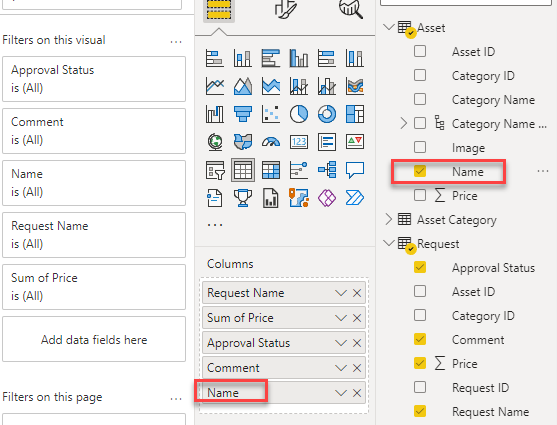 Filters on this visual ...
Approval Status
is (All)
Comment
is (All)
Name
is (All)
Request Name
is (All)
Sum of Price
is (All)
Add data fields here
Filters on this page ...
123
R
Py
...
Columns
Request Name
Sum of Price
Approval Status
Comment
Name
Asset
Asset ID
Category ID
Category Name
Category Name ...
Image
Name ...
∑ Price
Asset Category
Request
Approval Status
Asset ID
Category ID
Comment
∑ Price
Request ID
Request Name